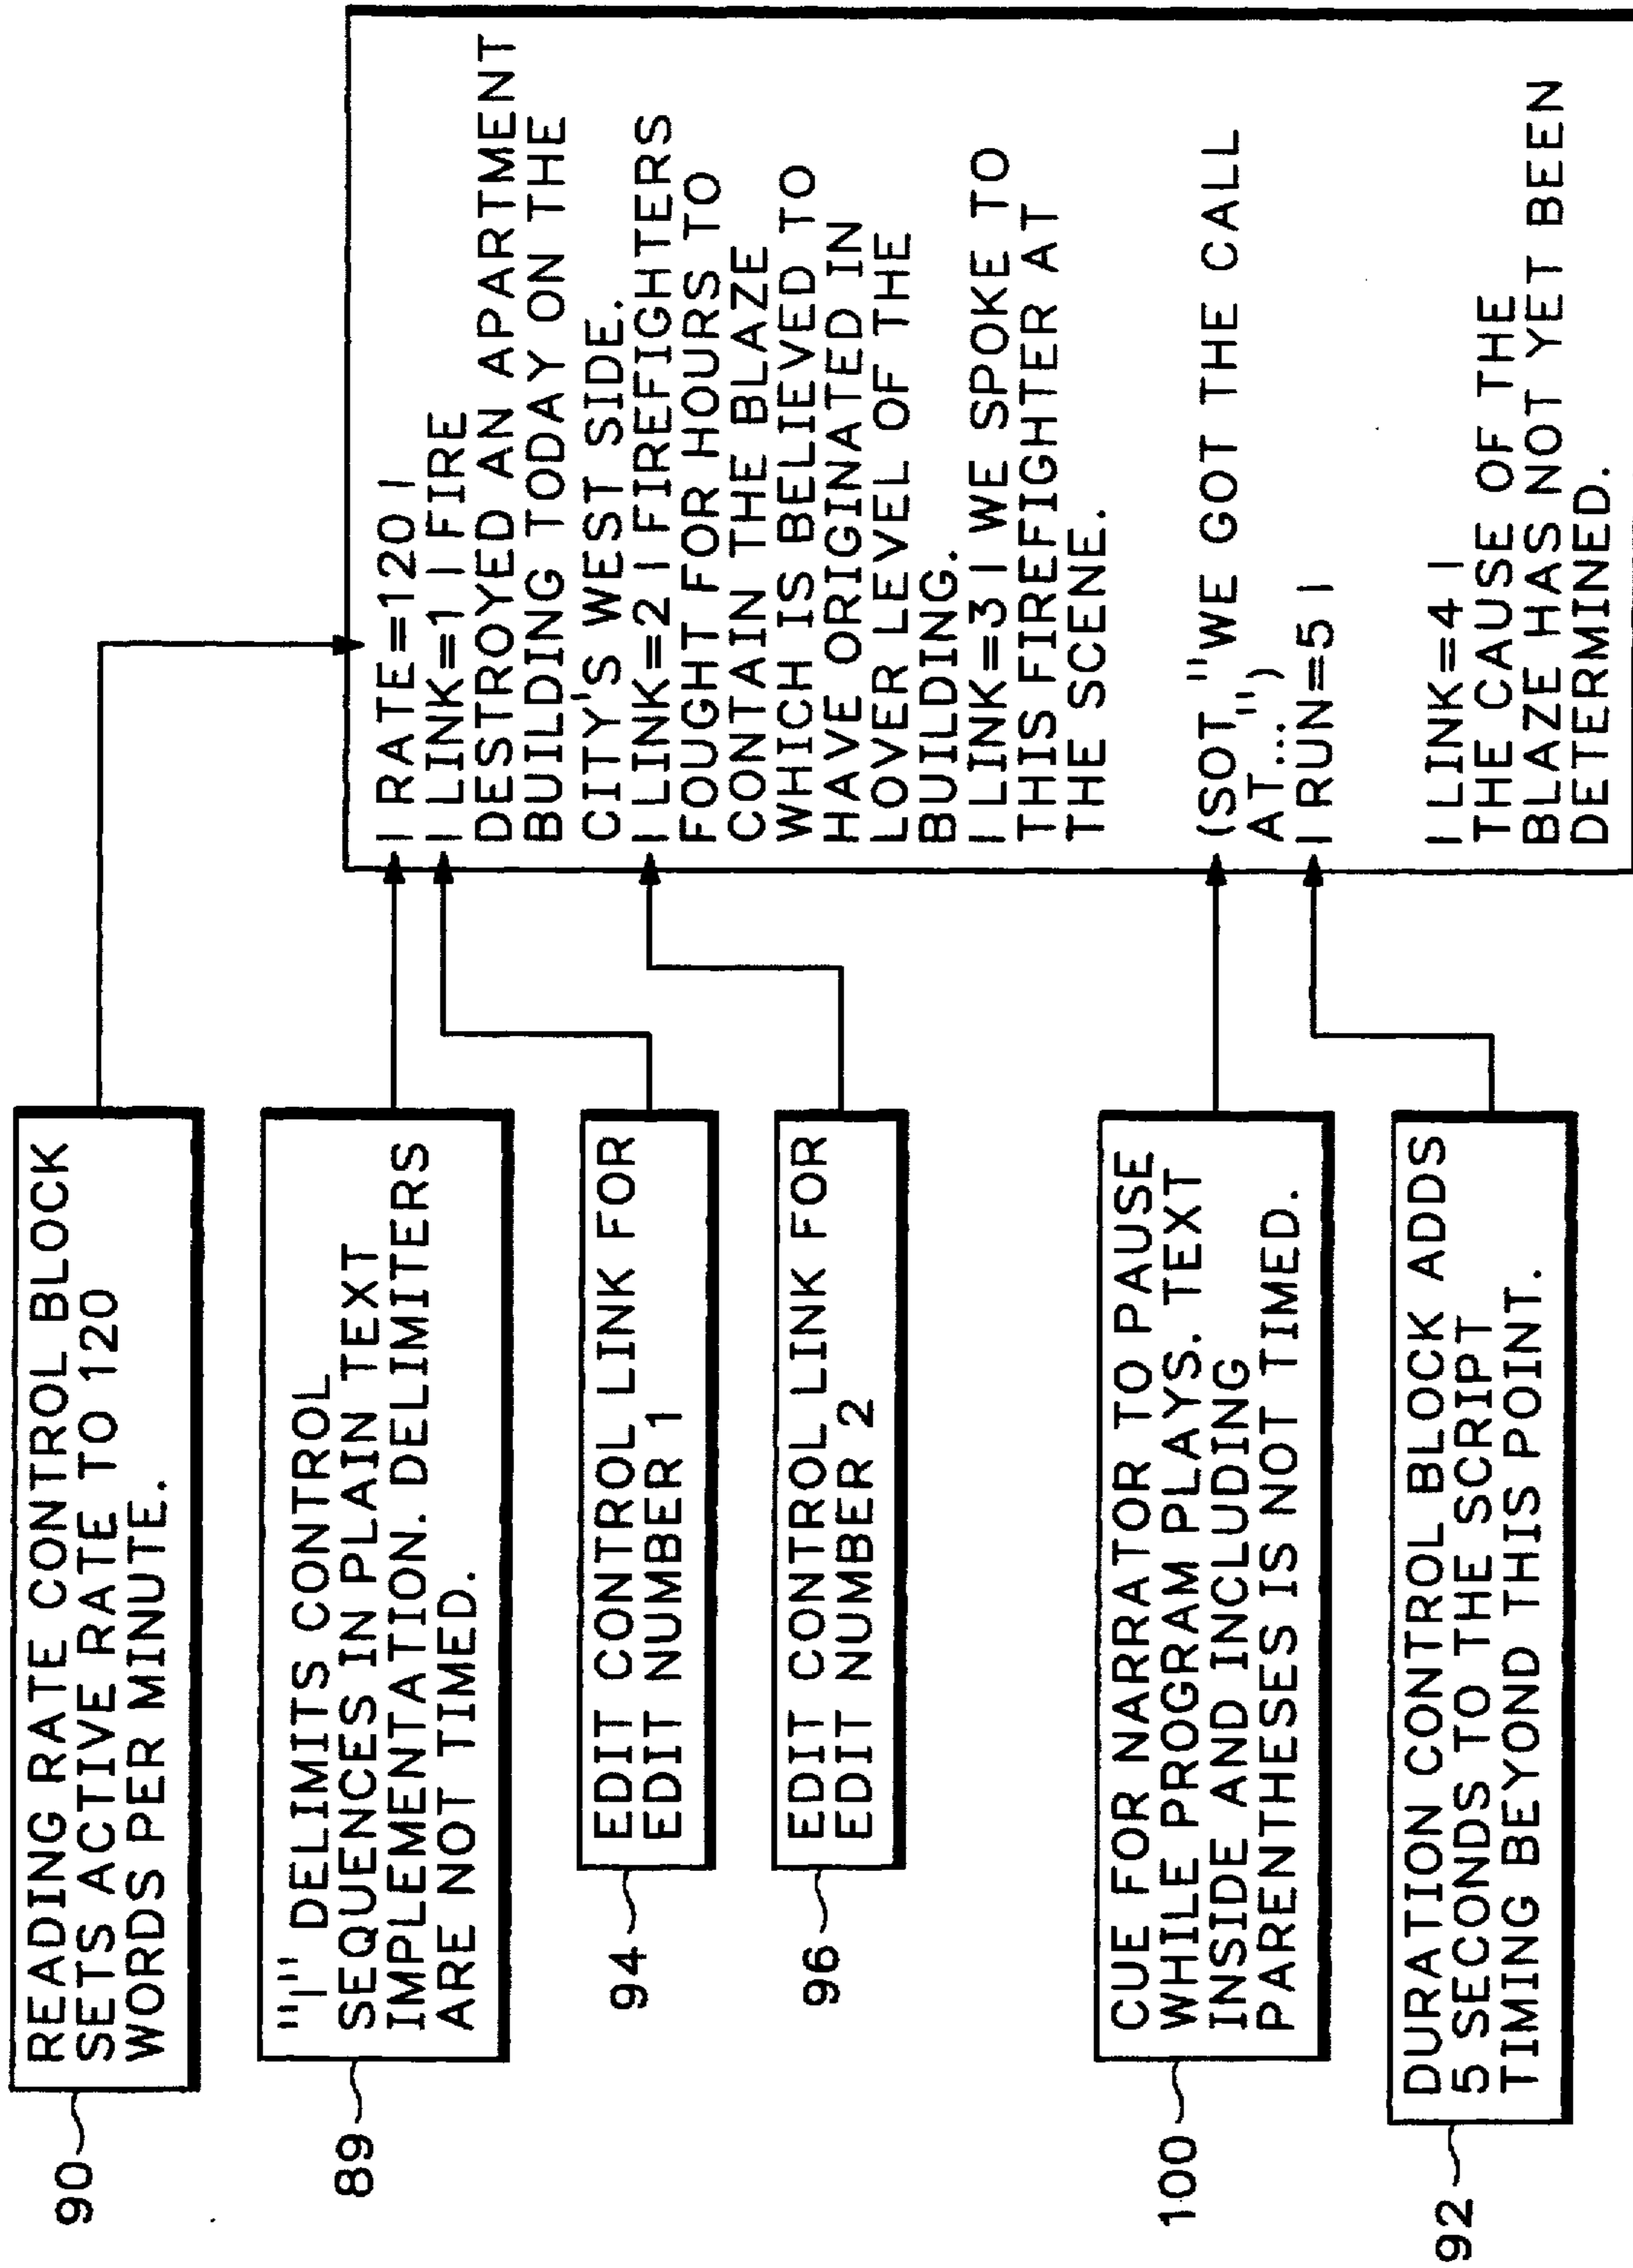 90
READING RATE CONTROL BLOCK
SETS ACTIVE RATE TO 120
WORDS PER MINUTE.
89
"|" DELIMITS CONTROL
SEQUENCES IN PLAIN TEXT
IMPLEMENTATION. DELIMITERS
ARE NOT TIMED.
94
EDIT CONTROL LINK FOR
EDIT NUMBER 1
96
EDIT CONTROL LINK FOR
EDIT NUMBER 2
100
CUE FOR NARRATOR TO PAUSE
WHILE PROGRAM PLAYS. TEXT
INSIDE AND INCLUDING
PARENTHESES IS NOT TIMED.
92
DURATION CONTROL BLOCK ADDS
5 SECONDS TO THE SCRIPT
TIMING BEYOND THIS POINT.
| RATE=120 |
| LINK=1 | FIRE
DESTROYED AN APARTMENT
BUILDING TODAY ON THE
CITY'S WEST SIDE.
| LINK=2 | FIREFIGHTERS
FOUGHT FOR HOURS TO
CONTAIN THE BLAZE
WHICH IS BELIEVED TO
HAVE ORIGINATED IN
LOVER LEVEL OF THE
BUILDING.
| LINK=3 | WE SPOKE TO
THIS FIREFIGHTER AT
THE SCENE.
(SOT "WE GOT THE CALL
AT...")
| RUN=5 |
| LINK=4 |
THE CAUSE OF THE
BLAZE HAS NOT YET BEEN
DETERMINED.